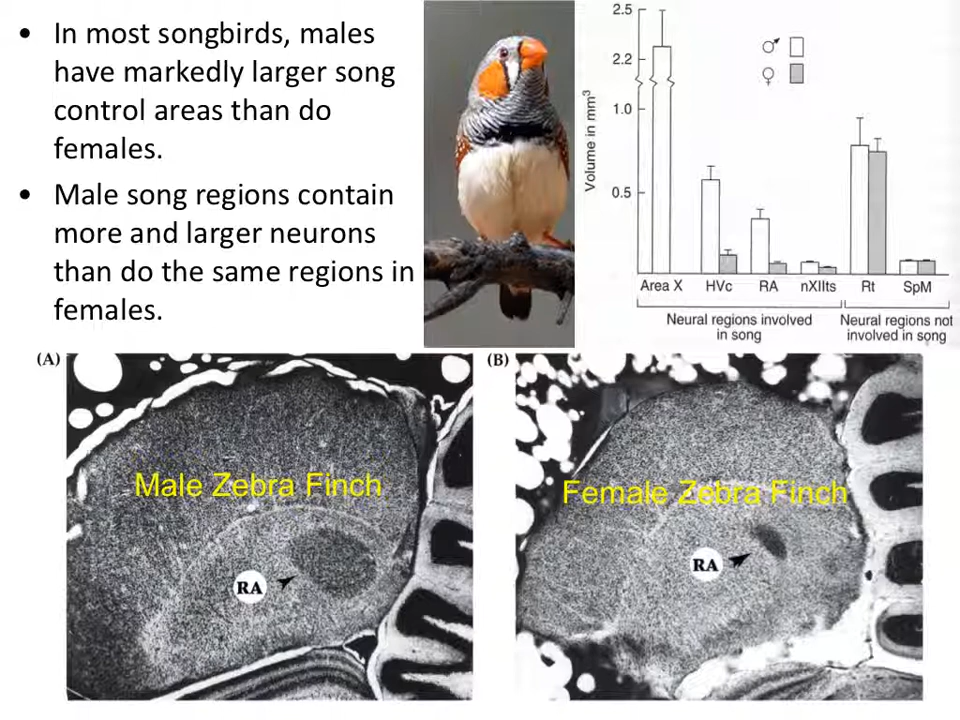 • In most songbirds, males
have markedly larger song
control areas than do
females.
• Male song regions contain
more and larger neurons
than do the same regions in
females.
2.5
2.2
1.0
0.5
Volume in mm³
♂
♀
Area X HVc RA nXIIts Rt SpM
Neural regions involved
in song
Neural regions not
involved in song
(A)
Male Zebra Finch
RA
(B)
Female Zebra Finch
RA